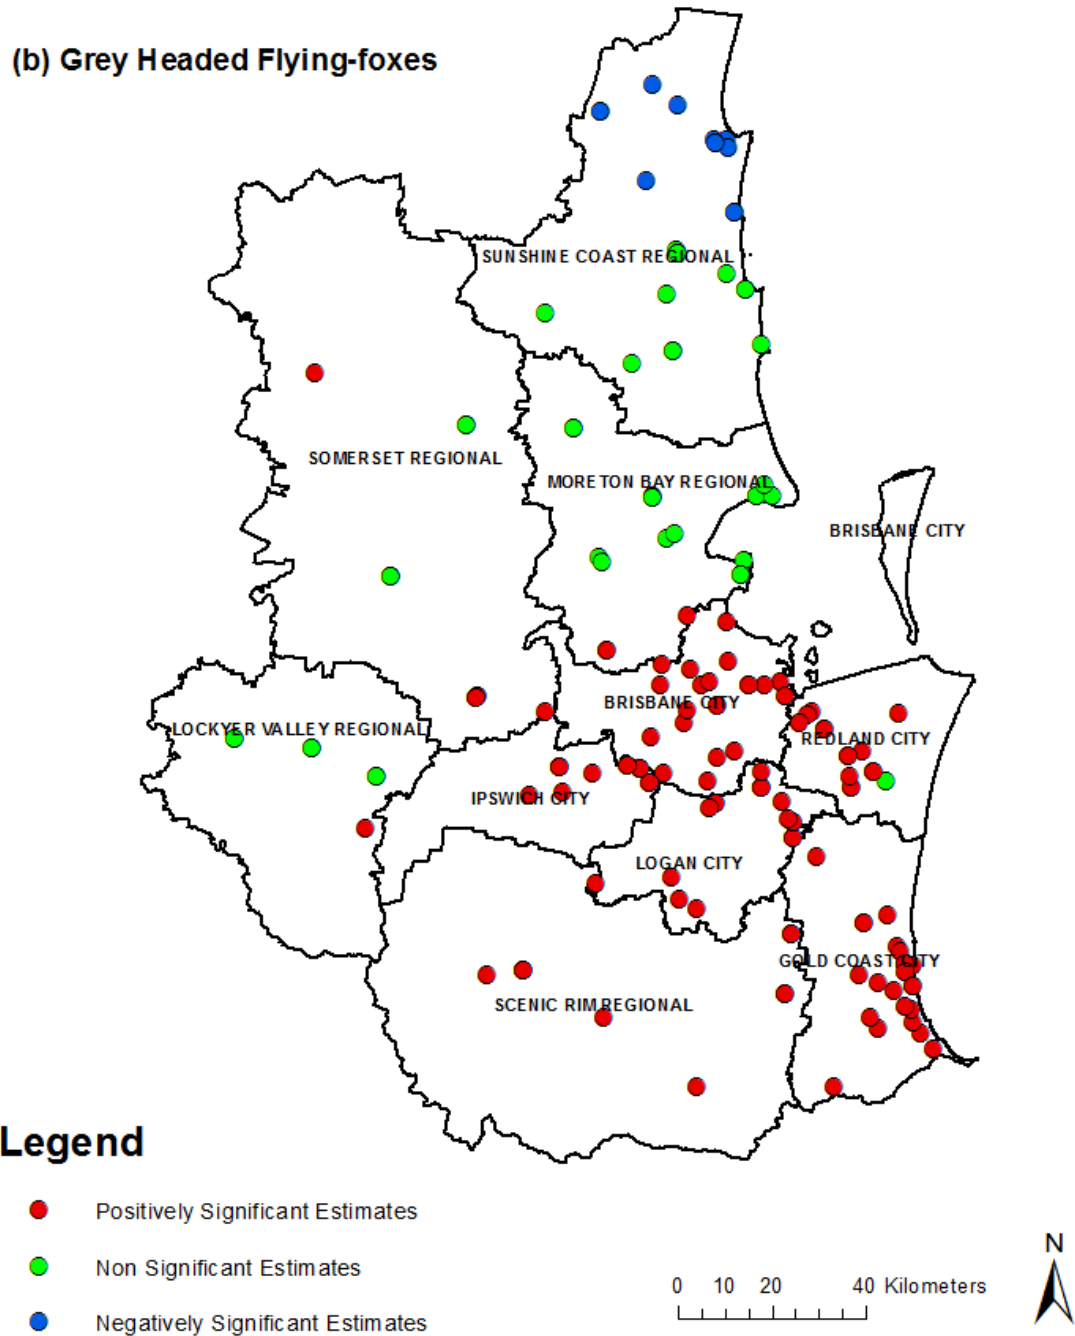 (b) Grey Headed Flying-foxes
SUNSHINE COAST REGIONAL
SOMERSET REGIONAL
MORETON BAY REGIONAL
BRISBANE CITY
BRISBANE CITY
LOCKYER VALLEY REGIONAL
REDLAND CITY
IPSWICH CITY
LOGAN CITY
GOLD COAST CITY
SCENIC RIM REGIONAL
Legend
Positively Significant Estimates
Non Significant Estimates
Negatively Significant Estimates
N
0 10 20 40 Kilometers